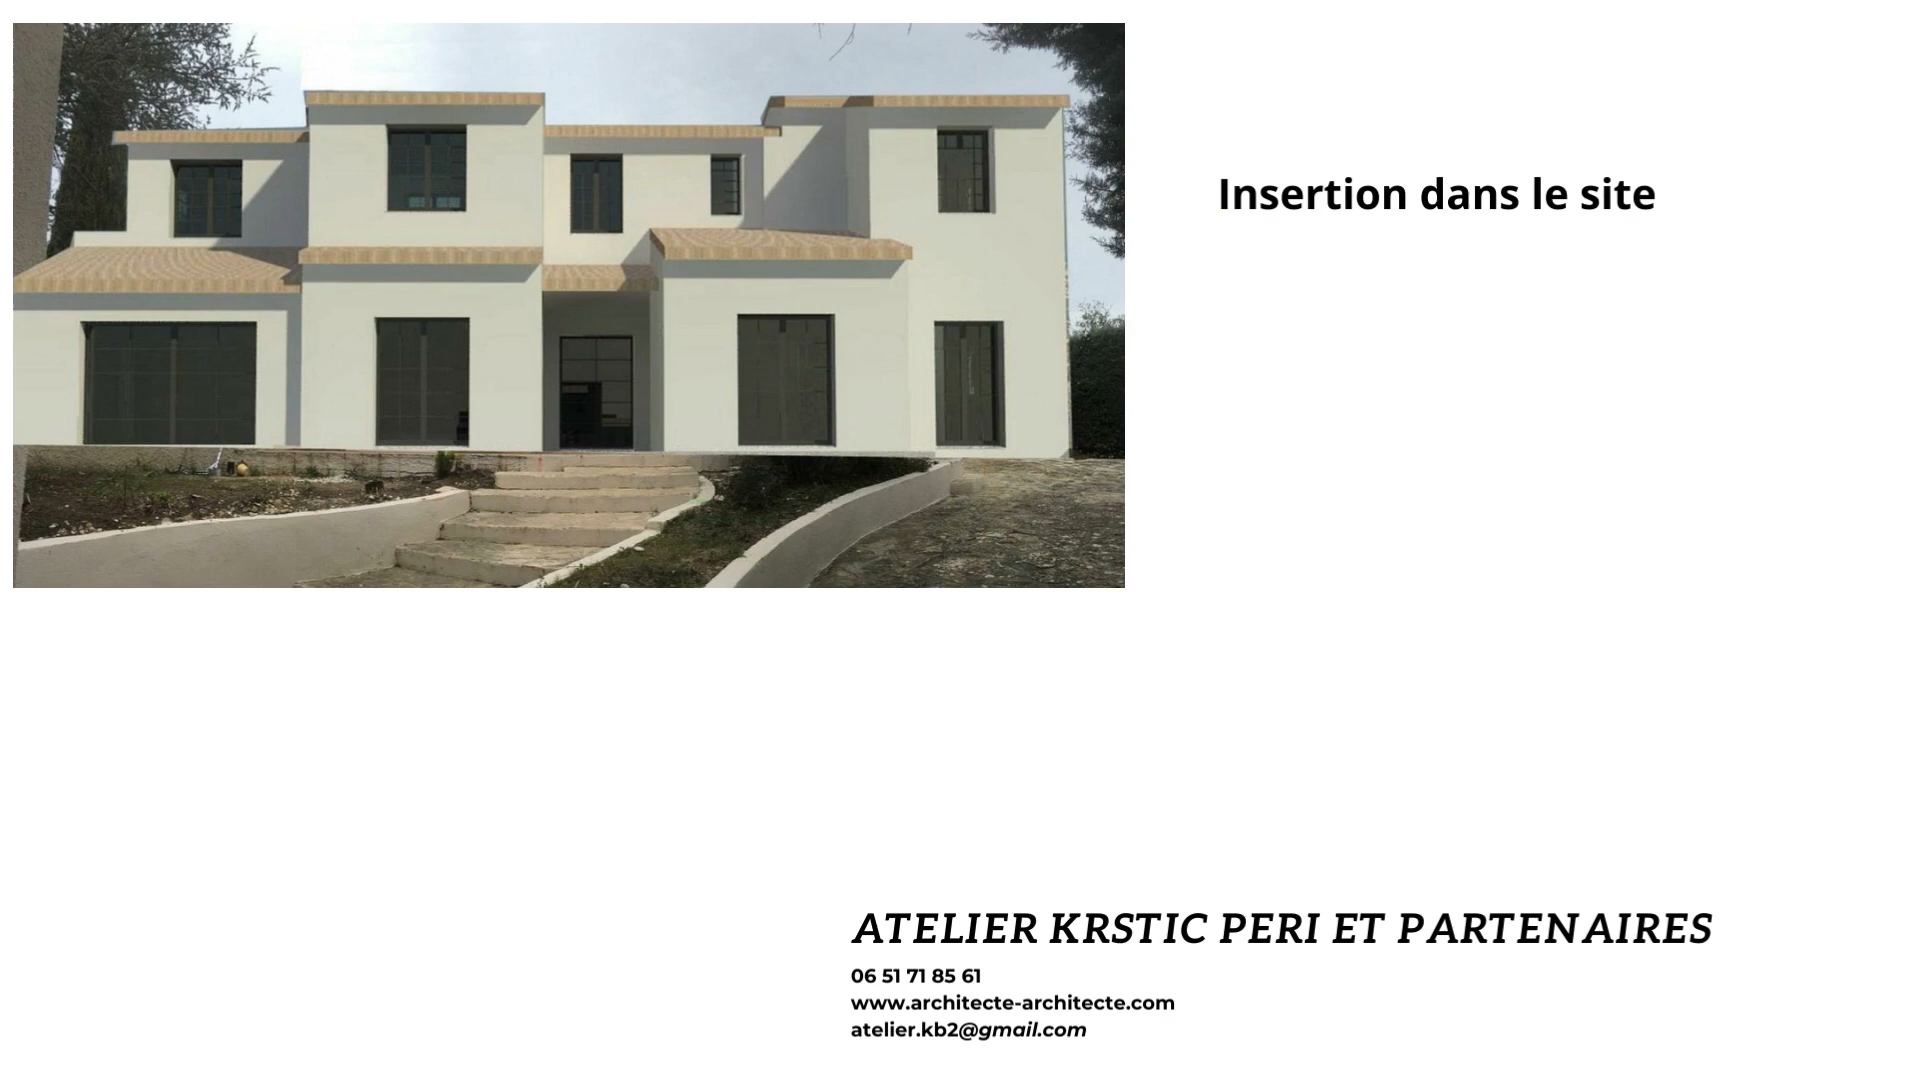 Insertion dans le site
ATELIER KRSTIC PERI ET PARTENAIRES
06 51 71 85 61
www.architecte-architecte.com
atelier.kb2@gmail.com